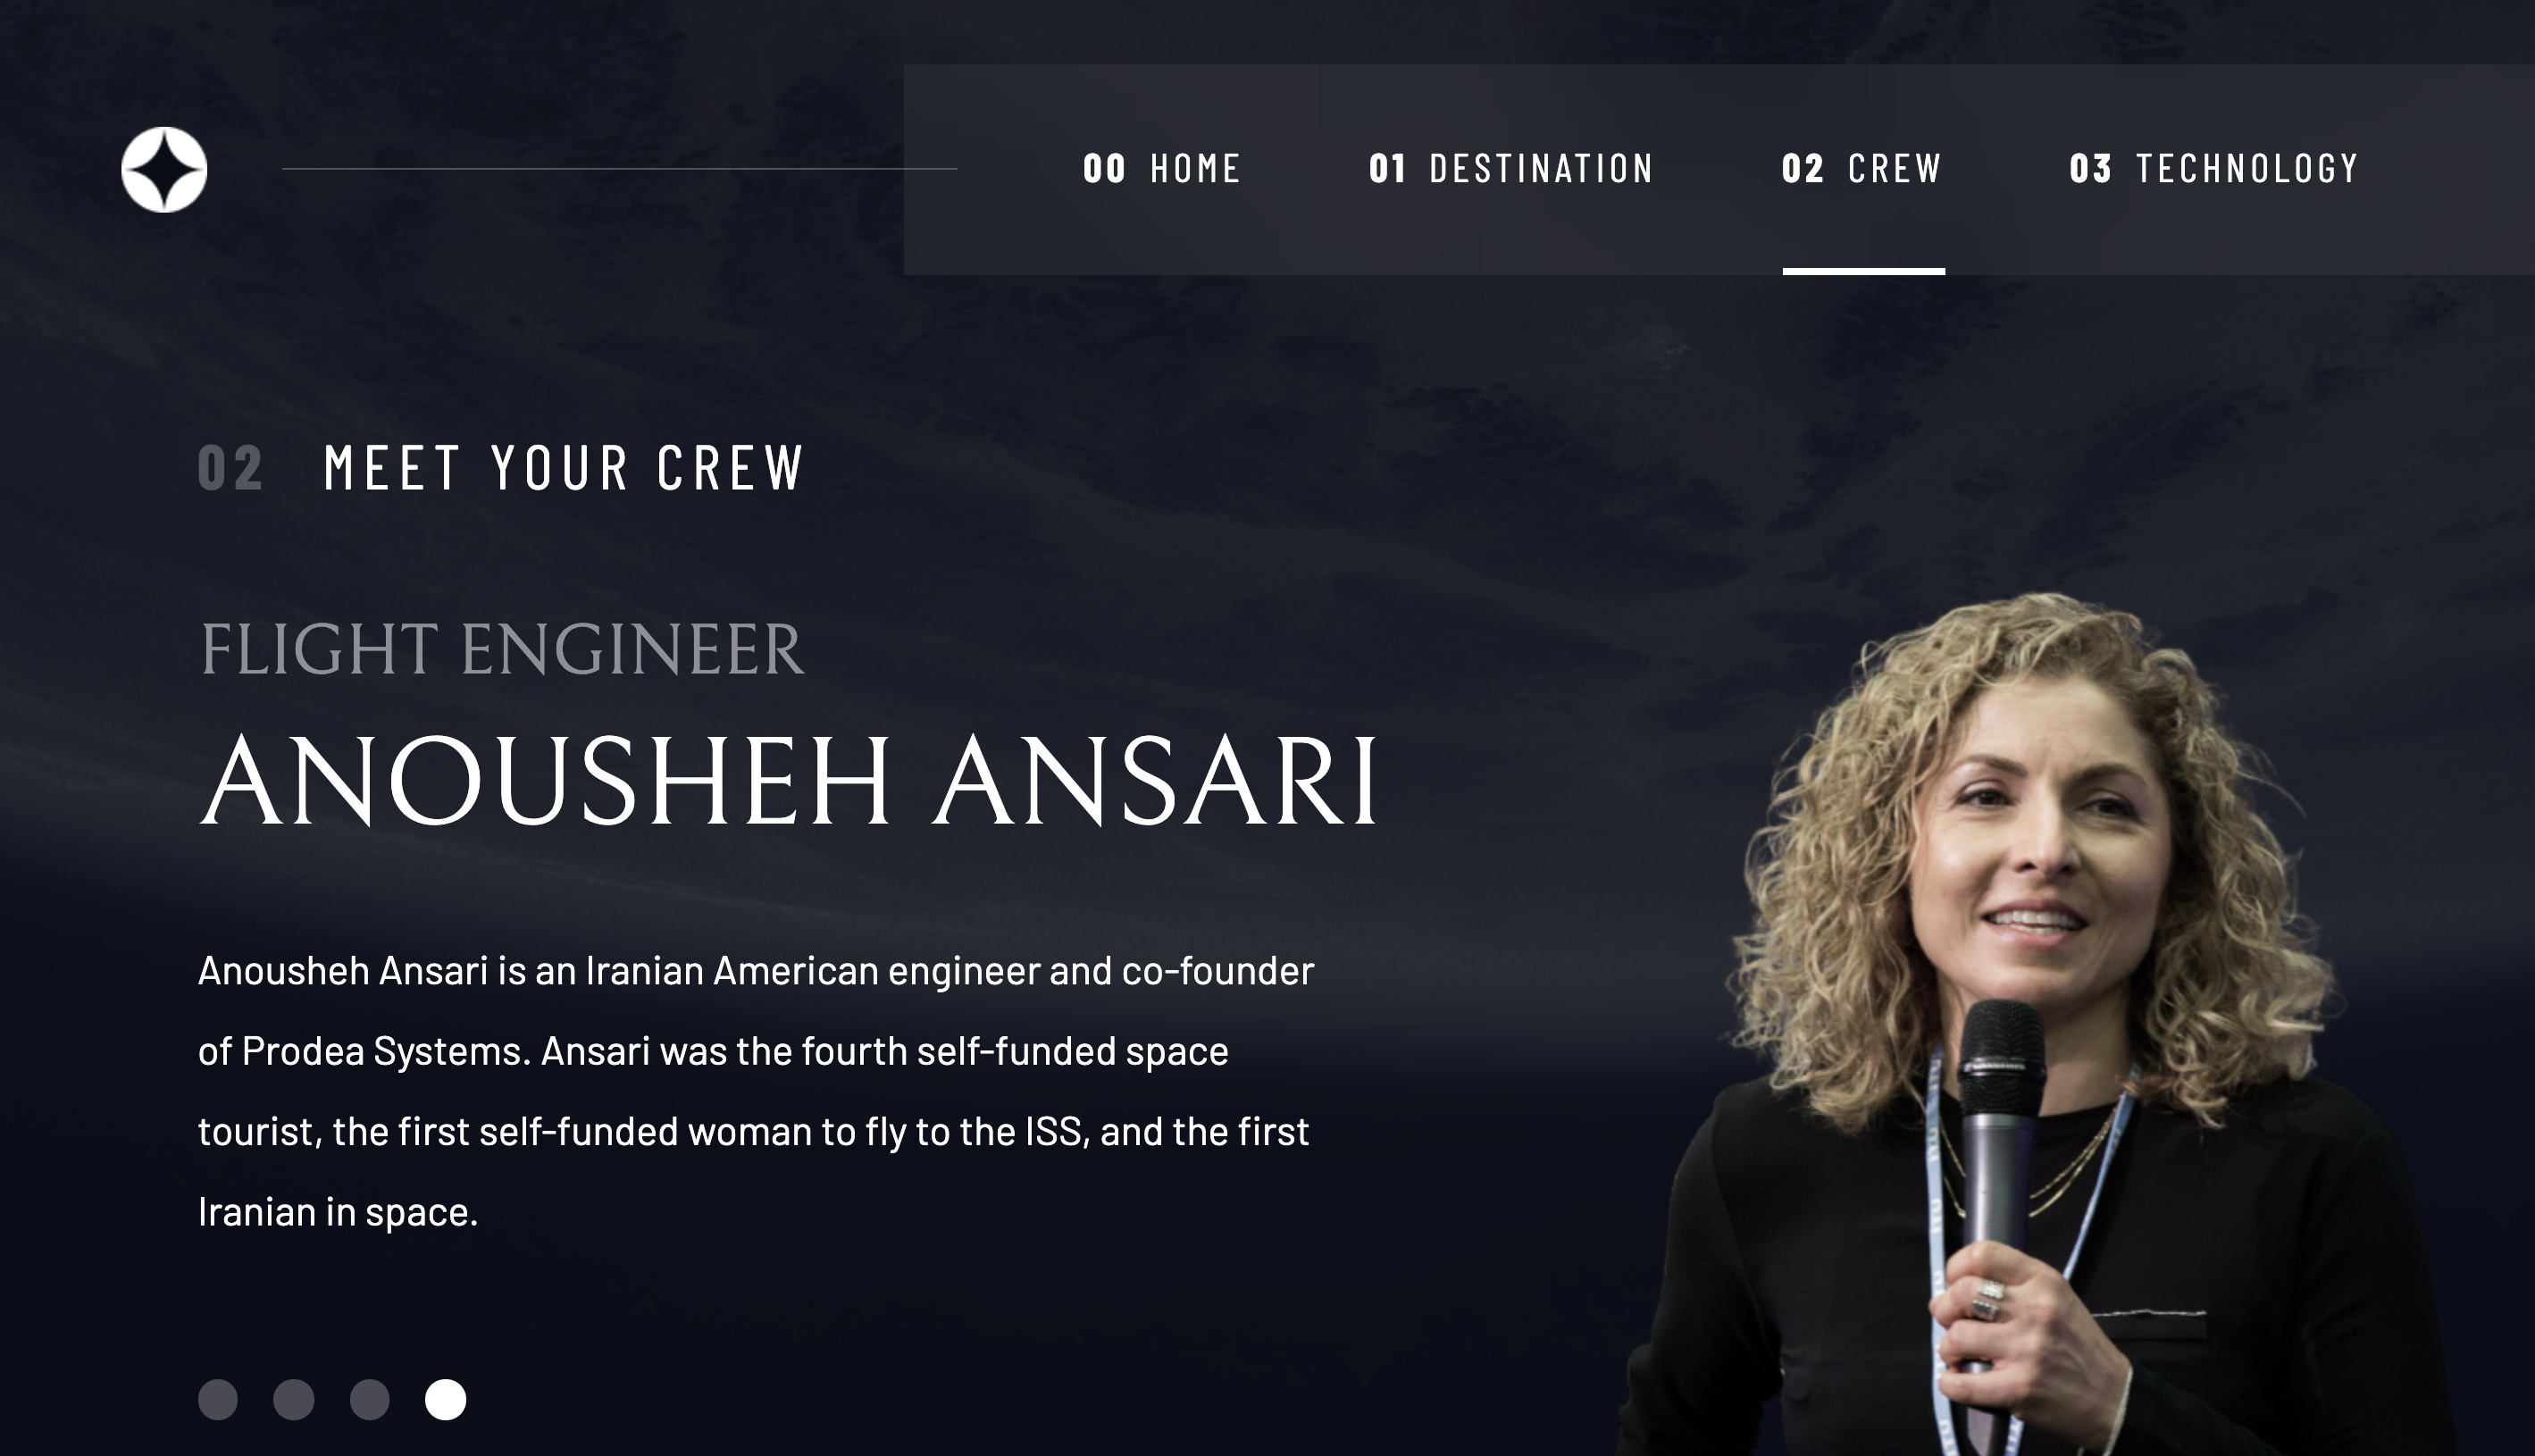 00 HOME 01 DESTINATION 02 CREW 03 TECHNOLOGY
02 MEET YOUR CREW
FLIGHT ENGINEER
ANOUSHEH ANSARI
Anousheh Ansari is an Iranian American engineer and co-founder
of Prodea Systems. Ansari was the fourth self-funded space
tourist, the first self-funded woman to fly to the ISS, and the first
Iranian in space.